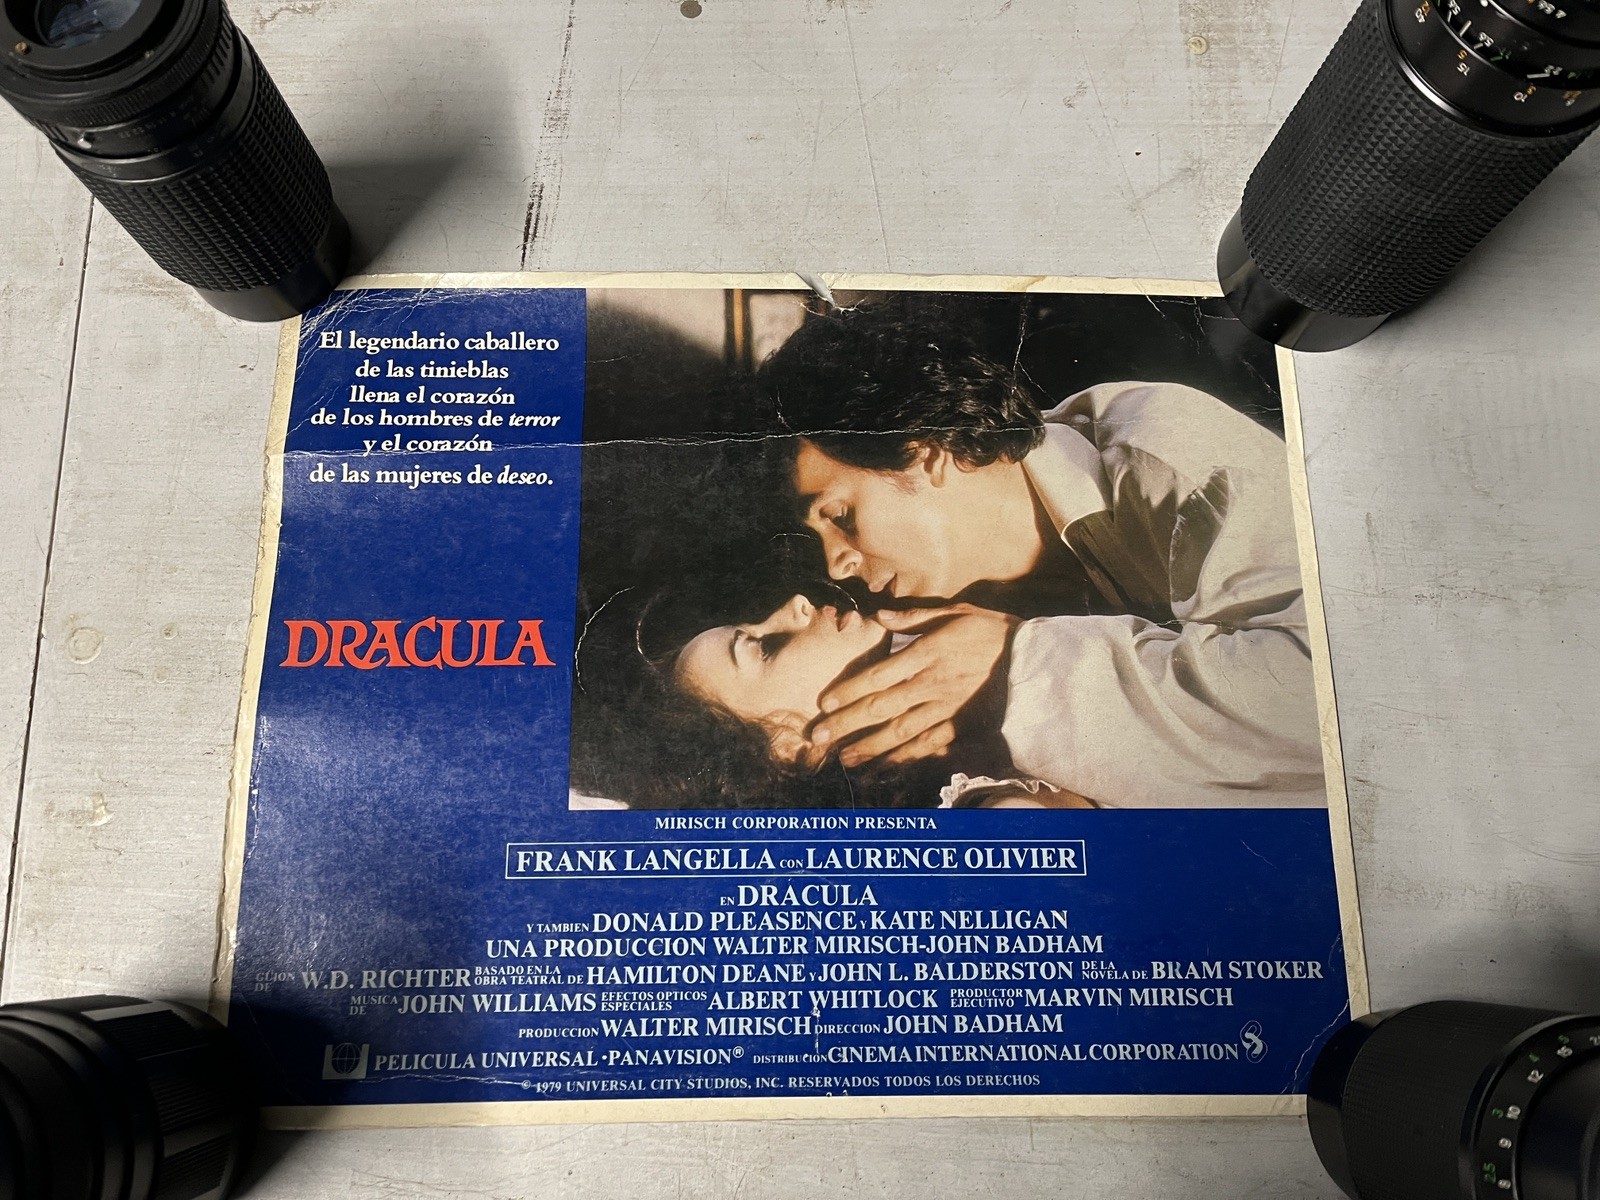 El legendario caballero
de las tinieblas
llena el corazón
de los hombres de terror
y el corazón
de las mujeres de deseo.
DRACULA
MIRISCH CORPORATION PRESENTA
FRANK LANGELLA CON LAURENCE OLIVIER
EN DRACULA
Y TAMBIEN DONALD PLEASENCE Y KATE NELLIGAN
UNA PRODUCCION WALTER MIRISCH-JOHN BADHAM
GUION DE W.D. RICHTER BASADO EN LA OBRA TEATRAL DE HAMILTON DEANE Y JOHN L. BALDERSTON DE LA NOVELA DE BRAM STOKER
MUSICA DE JOHN WILLIAMS EFECTOS OPTICOS ESPECIALES ALBERT WHITLOCK PRODUCTOR EJECUTIVO MARVIN MIRISCH
PRODUCCION WALTER MIRISCH DIRECCION JOHN BADHAM
PELICULA UNIVERSAL • PANAVISION® DISTRIBUCION CINEMA INTERNATIONAL CORPORATION
© 1979 UNIVERSAL CITY STUDIOS, INC. RESERVADOS TODOS LOS DERECHOS